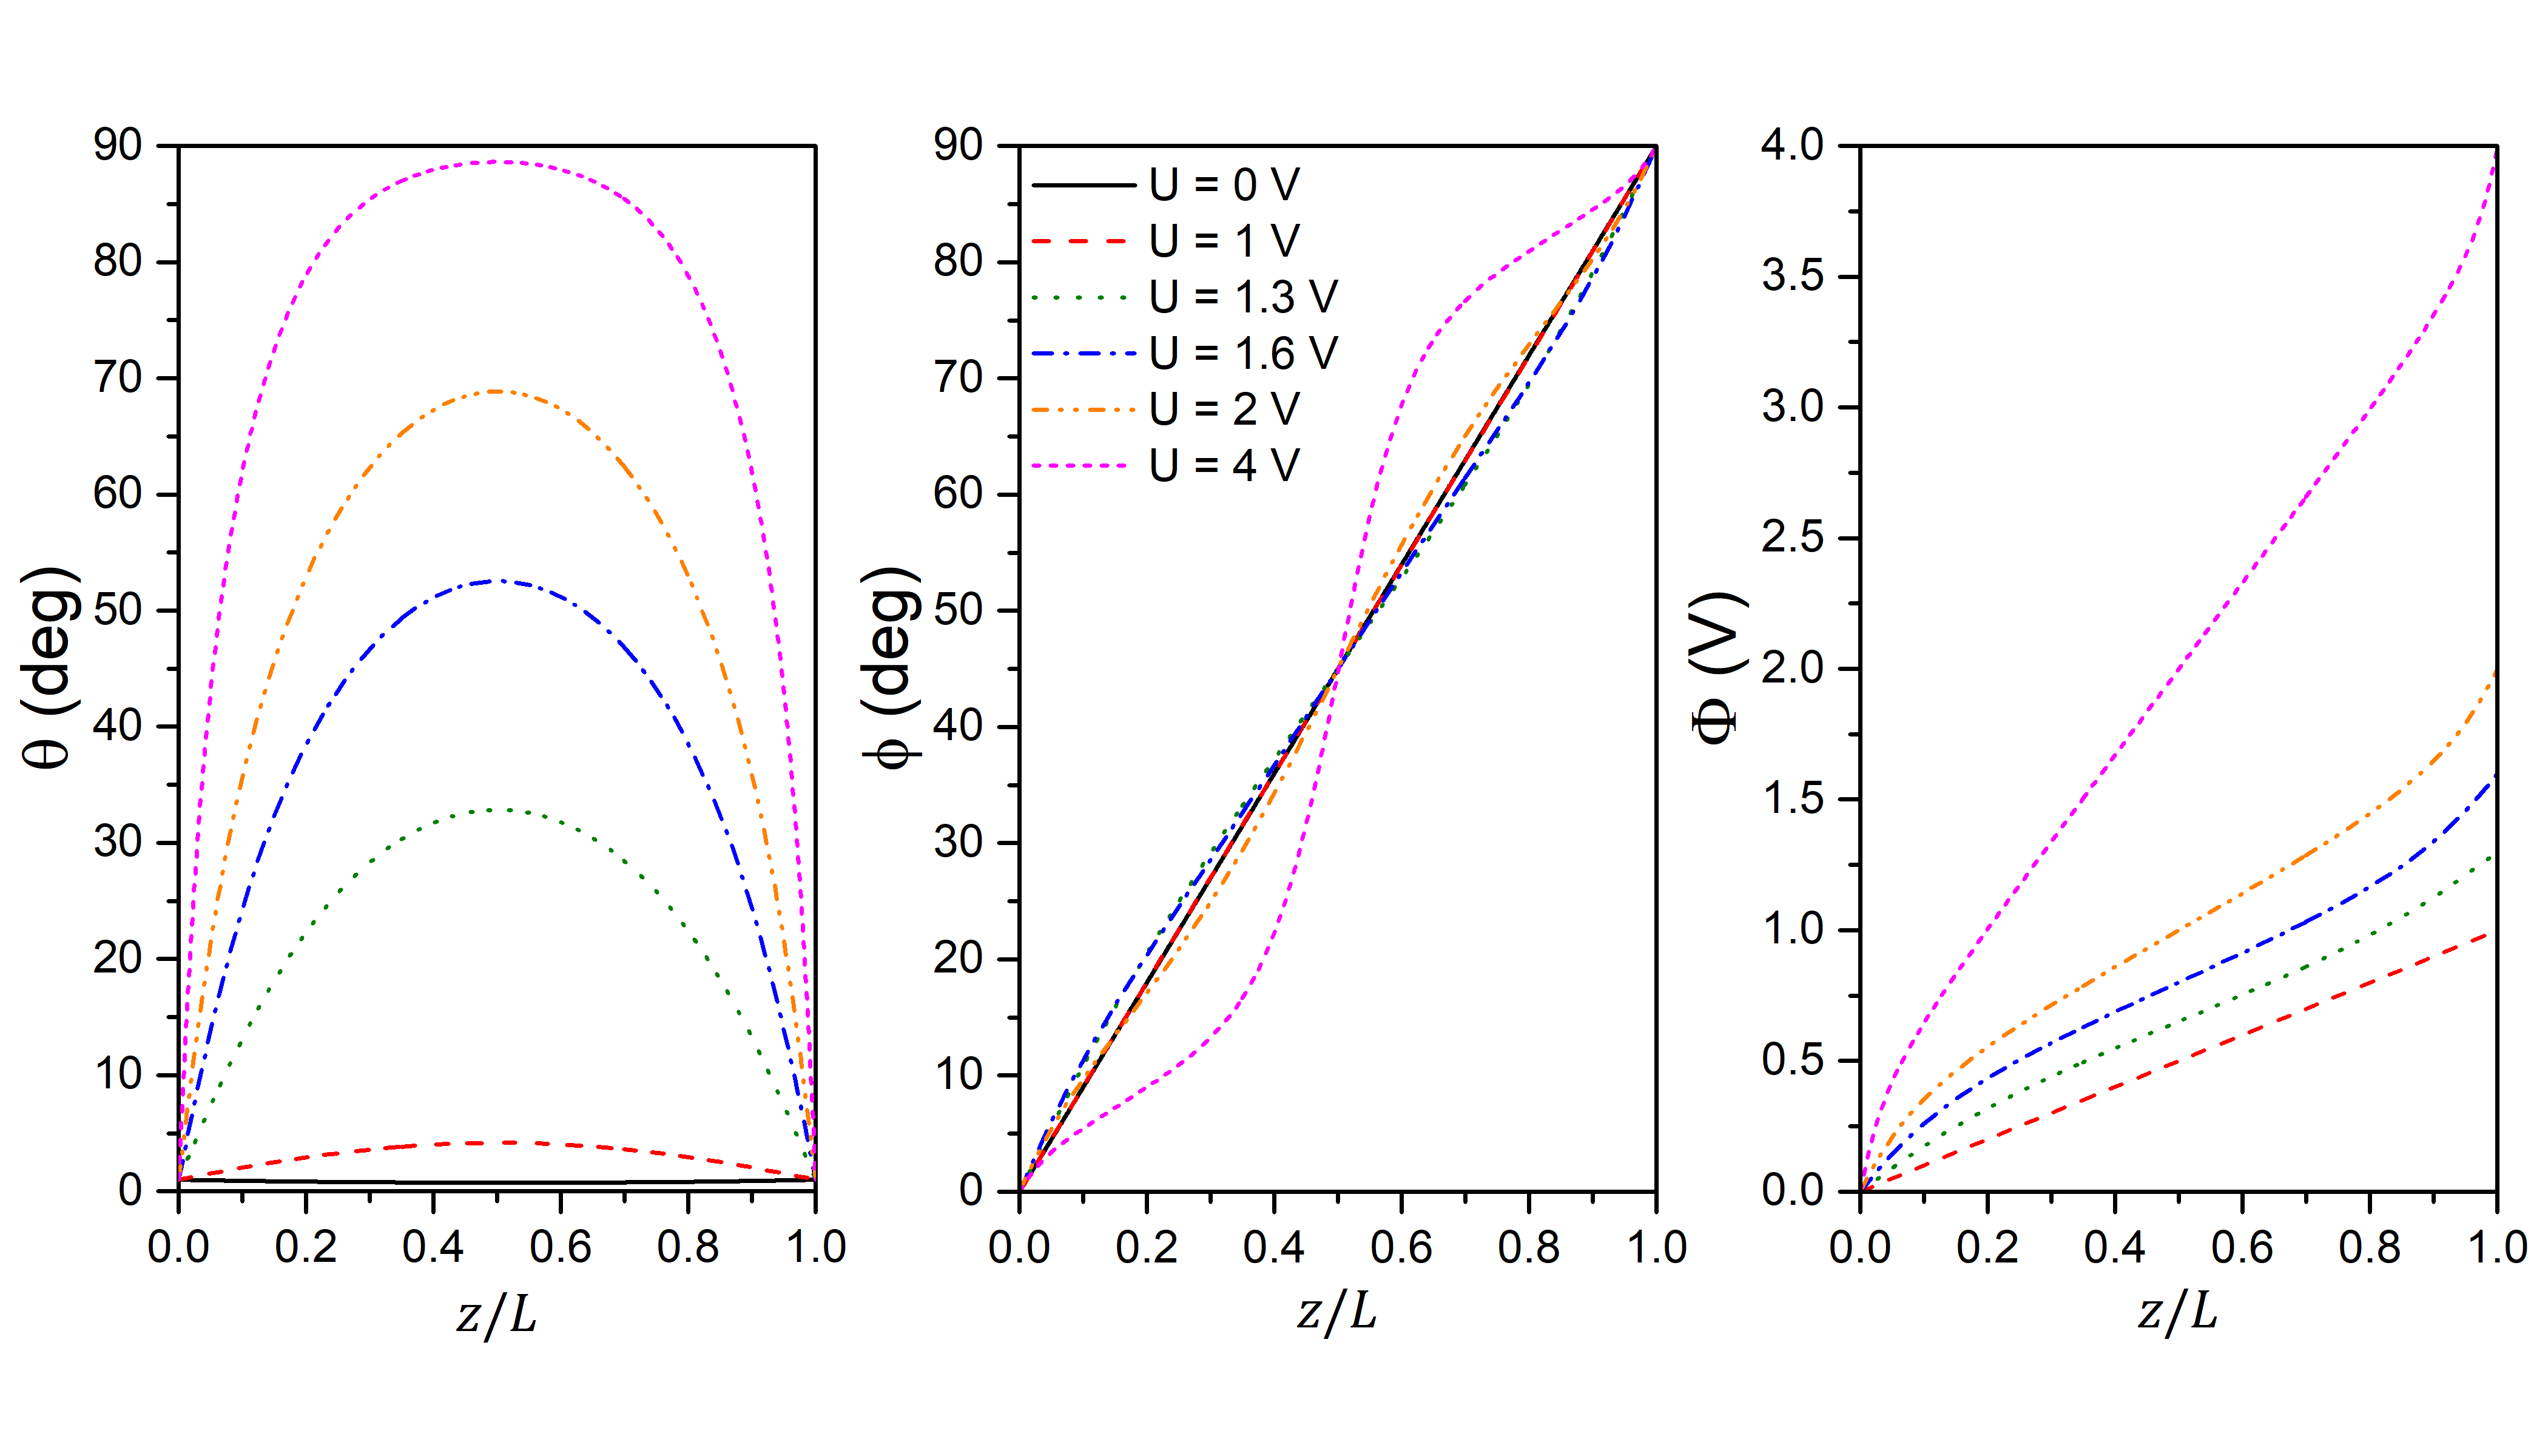 θ (deg)
90
80
70
60
50
40
30
20
10
0
0.0 0.2 0.4 0.6 0.8 1.0
z/L
ϕ (deg)
90
80
70
60
50
40
30
20
10
0
U = 0 V
U = 1 V
U = 1.3 V
U = 1.6 V
U = 2 V
U = 4 V
0.0 0.2 0.4 0.6 0.8 1.0
z/L
Φ (V)
4.0
3.5
3.0
2.5
2.0
1.5
1.0
0.5
0.0
0.0 0.2 0.4 0.6 0.8 1.0
z/L